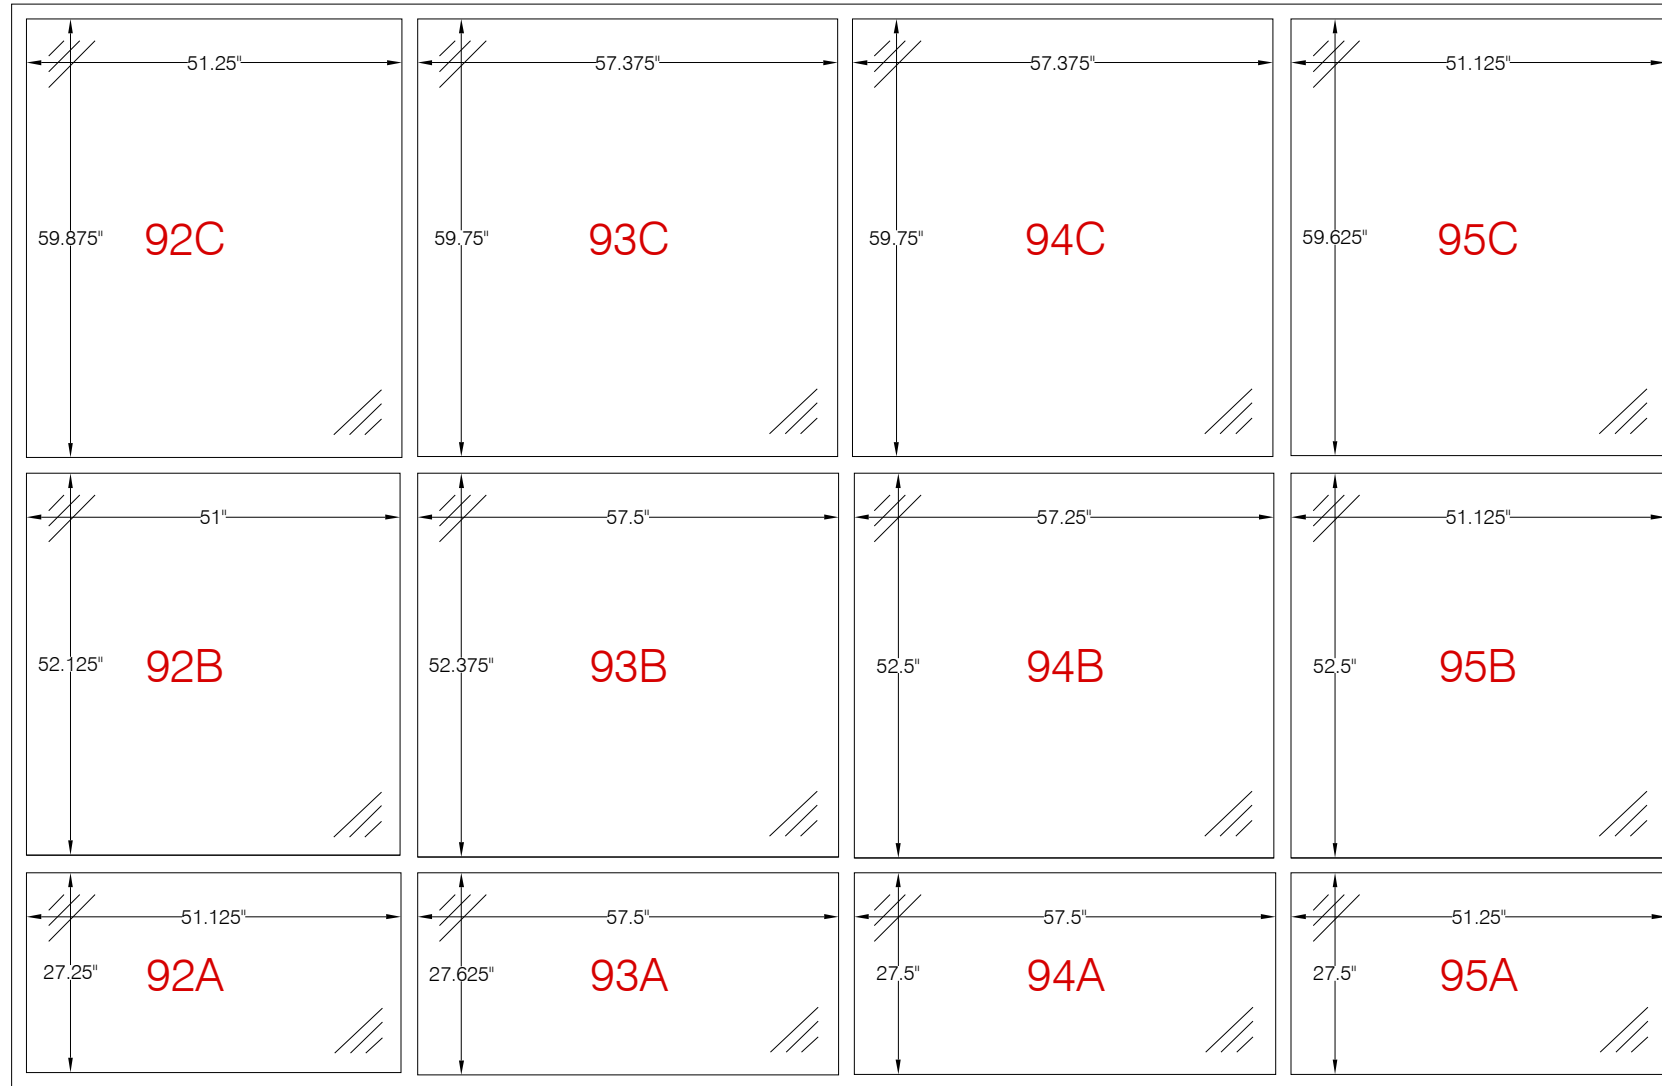 51.25" 57.375" 57.375" 51.125"
59.875" 92C 59.75" 93C 59.75" 94C 59.625" 95C
51" 57.5" 57.25" 51.125"
52.125" 92B 52.375" 93B 52.5" 94B 52.5" 95B
51.125" 57.5" 57.5" 51.25"
27.25" 92A 27.625" 93A 27.5" 94A 27.5" 95A